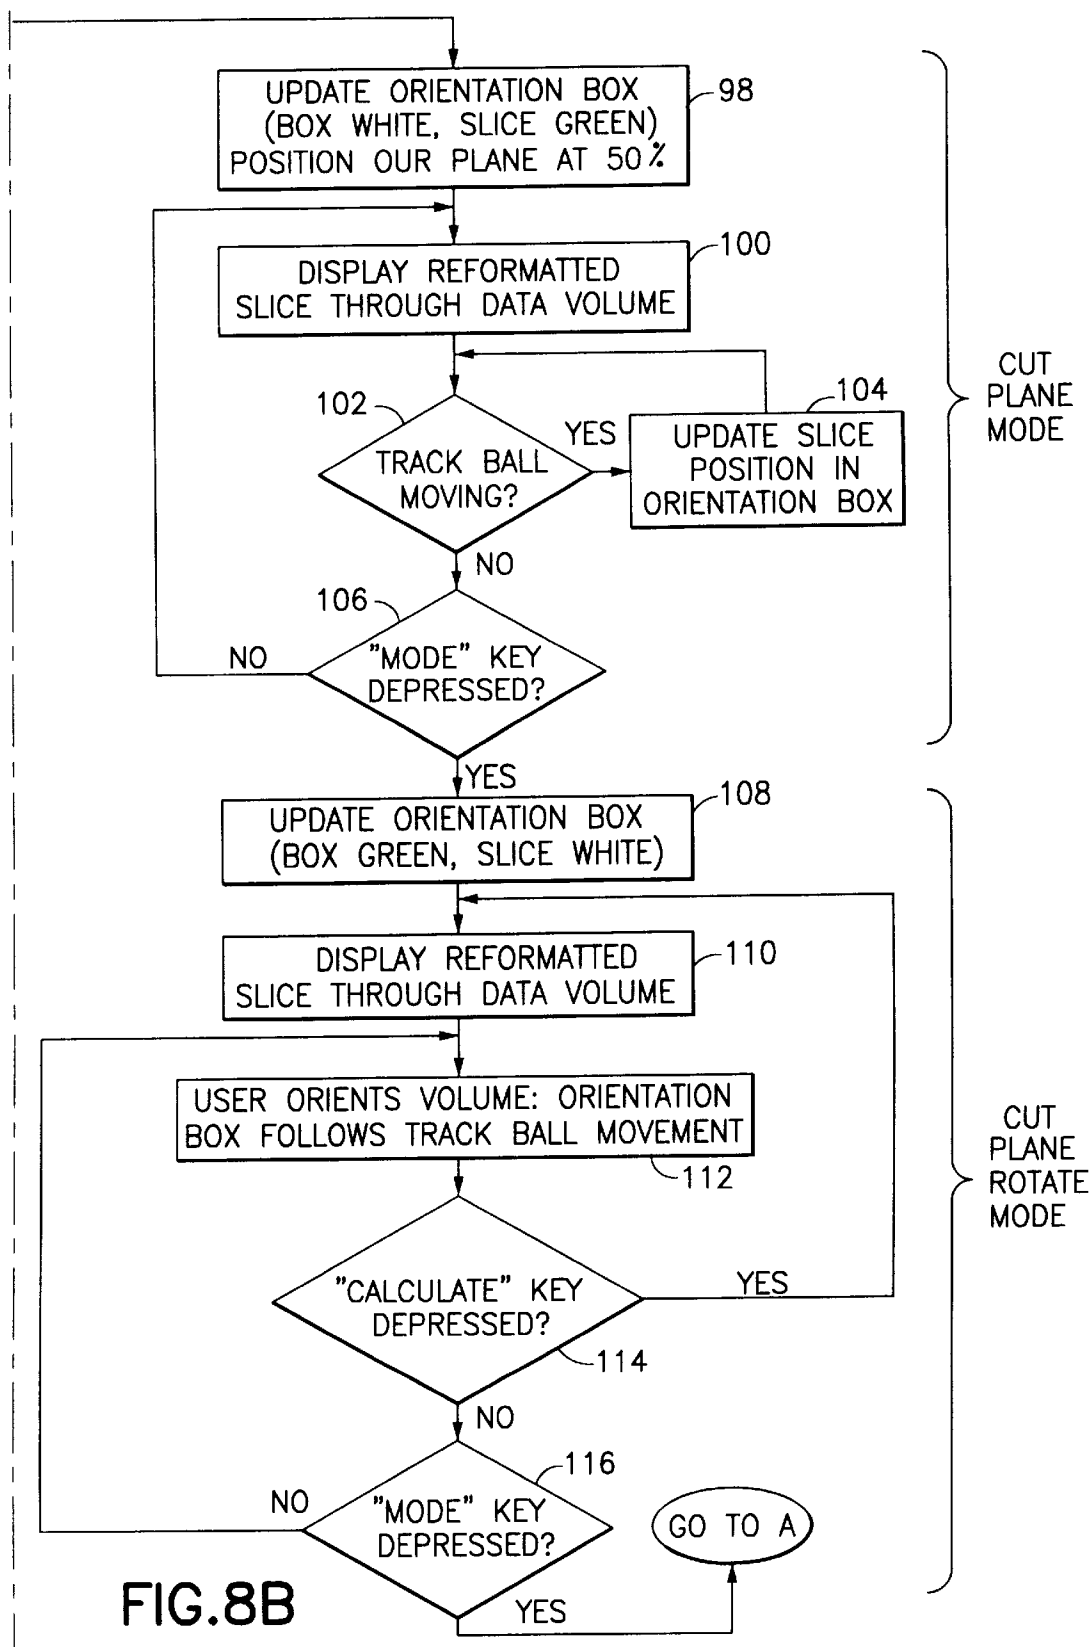 UPDATE ORIENTATION BOX
(BOX WHITE, SLICE GREEN)
POSITION OUR PLANE AT 50%
98
DISPLAY REFORMATTED
SLICE THROUGH DATA VOLUME
100
102
TRACK BALL
MOVING?
YES
104
UPDATE SLICE
POSITION IN
ORIENTATION BOX
CUT
PLANE
MODE
NO
106
"MODE" KEY
DEPRESSED?
NO
YES
108
UPDATE ORIENTATION BOX
(BOX GREEN, SLICE WHITE)
DISPLAY REFORMATTED
SLICE THROUGH DATA VOLUME
110
USER ORIENTS VOLUME: ORIENTATION
BOX FOLLOWS TRACK BALL MOVEMENT
112
CUT
PLANE
ROTATE
MODE
"CALCULATE" KEY
DEPRESSED?
YES
114
NO
116
"MODE" KEY
DEPRESSED?
NO
GO TO A
YES
FIG.8B